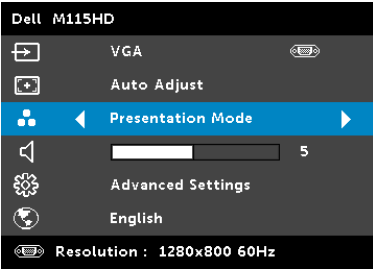 Dell M115HD
VGA
Auto Adjust
Presentation Mode
5
Advanced Settings
English
Resolution : 1280x800 60Hz